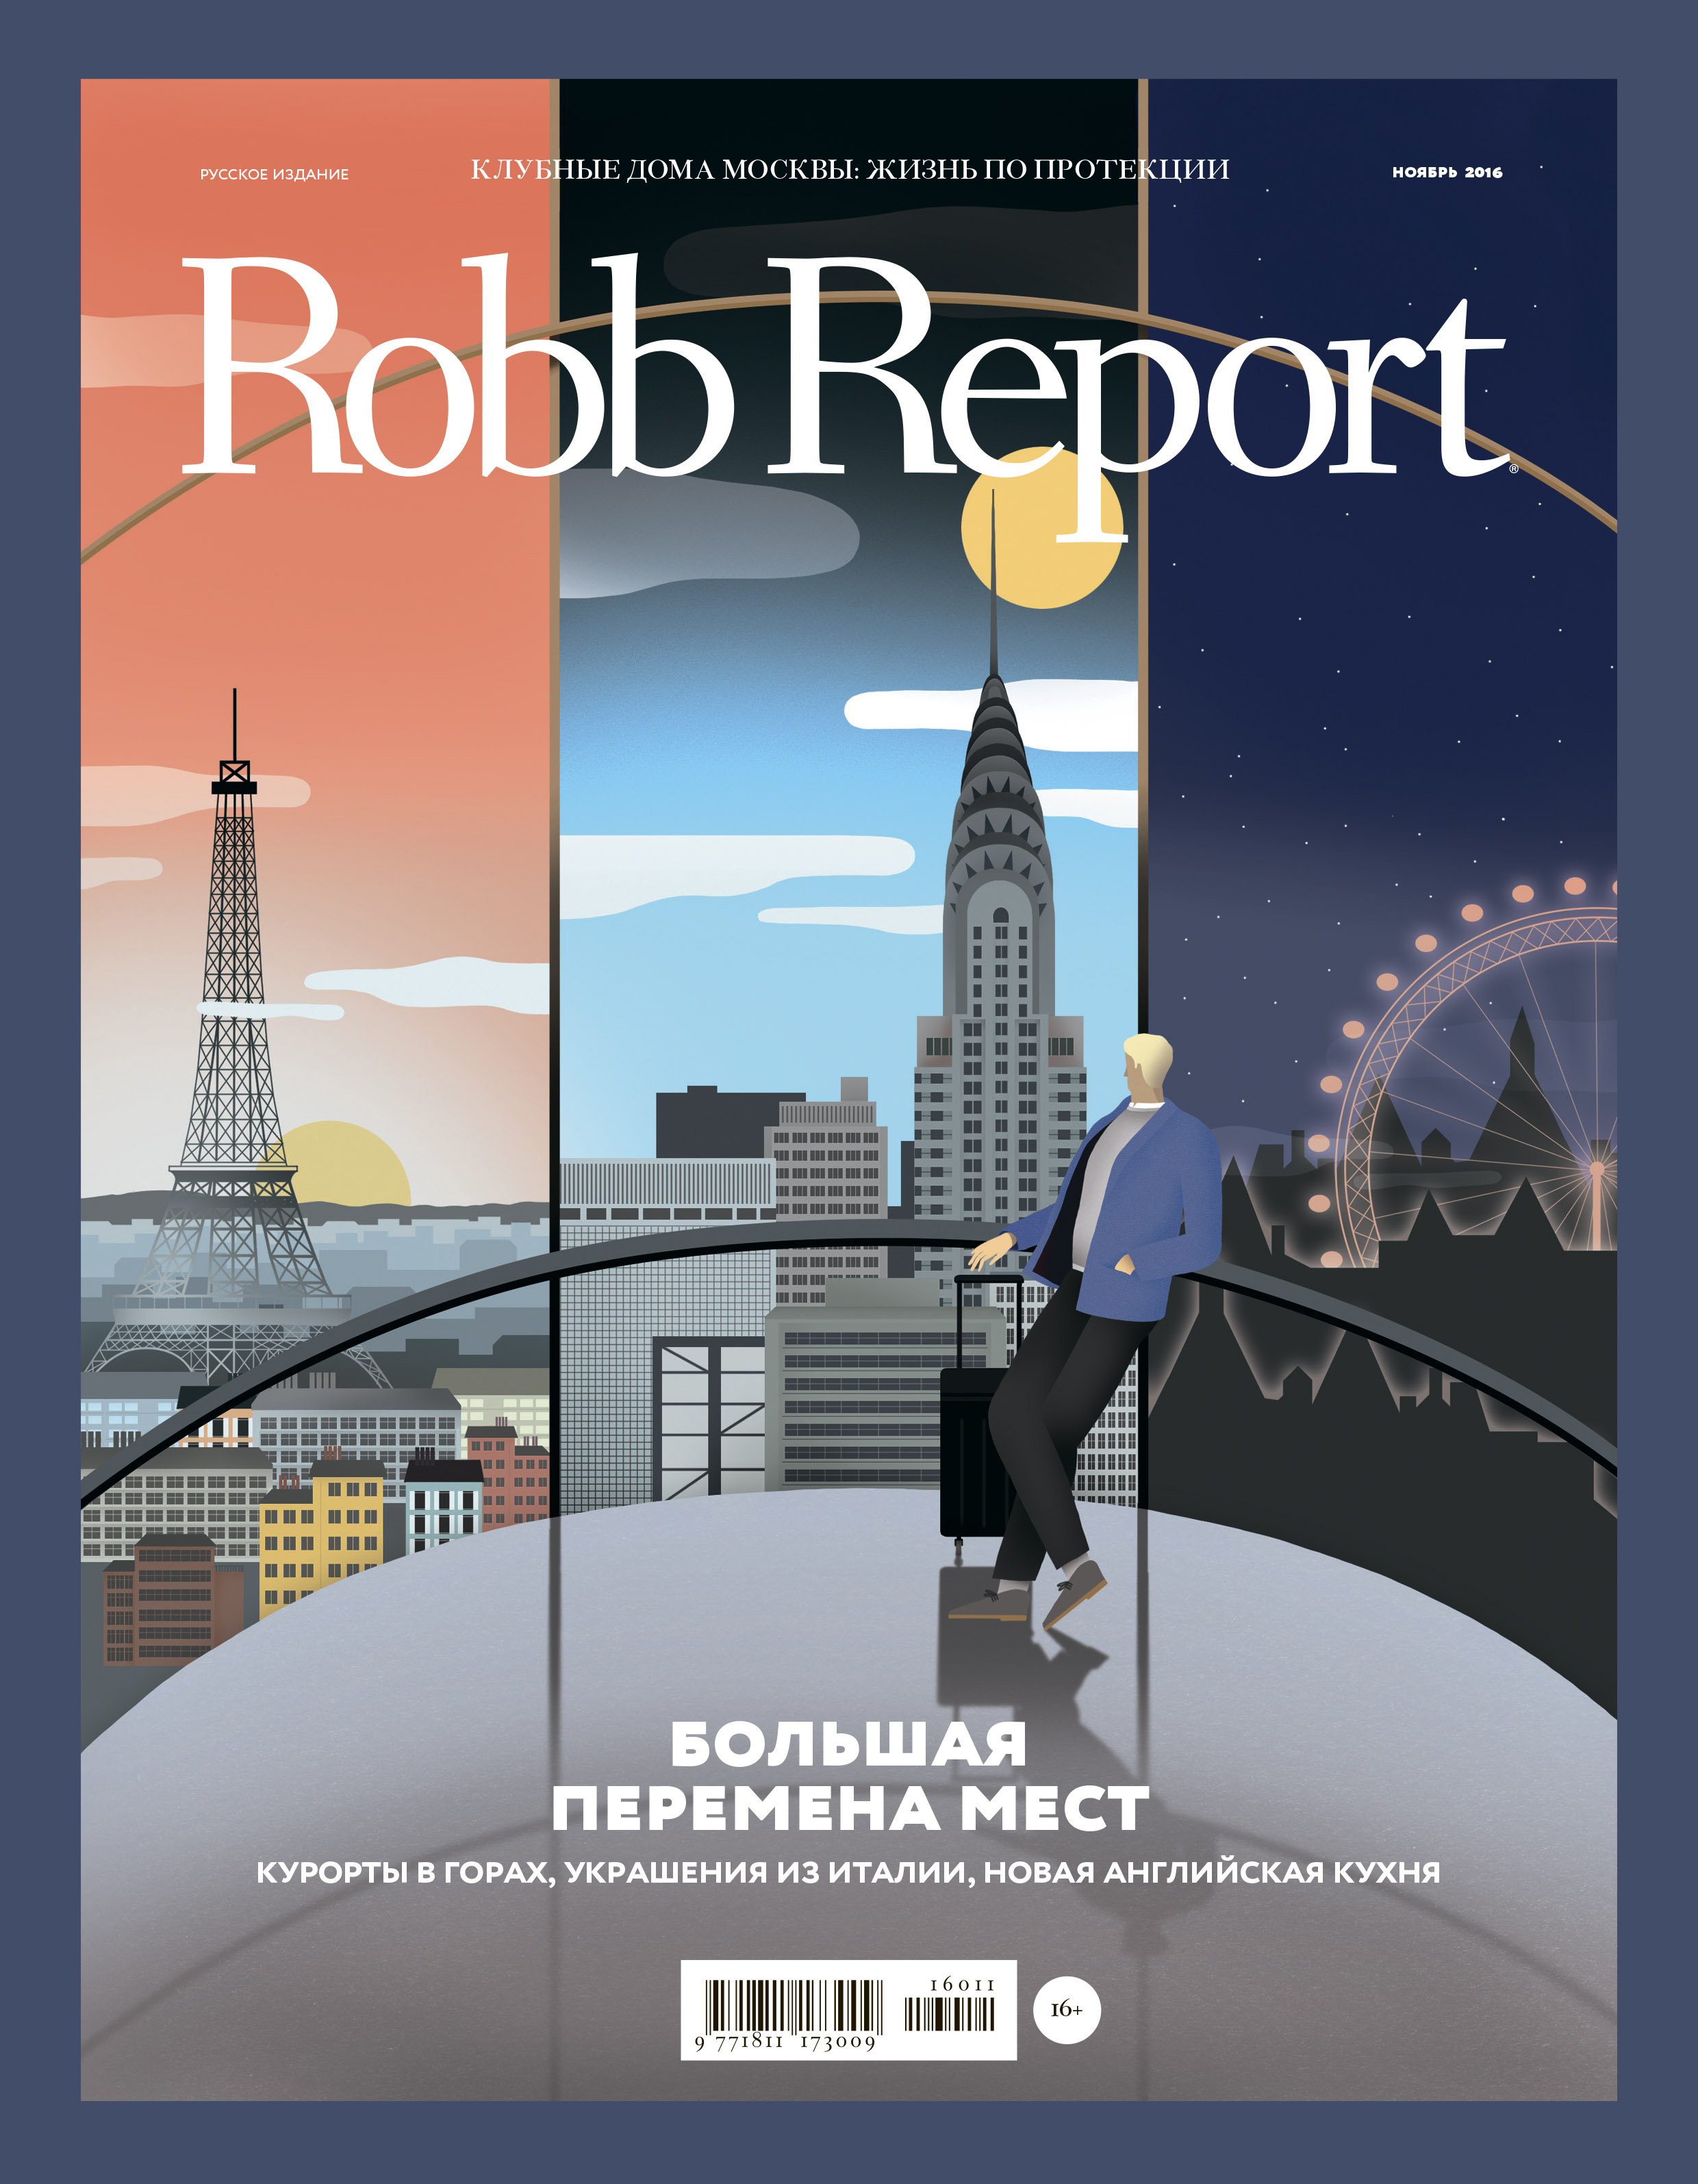 РУССКОЕ ИЗДАНИЕ
КЛУБНЫЕ ДОМА МОСКВЫ: ЖИЗНЬ ПО ПРОТЕКЦИИ
НОЯБРЬ 2016
Robb Report®
БОЛЬШАЯ
ПЕРЕМЕНА МЕСТ
КУРОРТЫ В ГОРАХ, УКРАШЕНИЯ ИЗ ИТАЛИИ, НОВАЯ АНГЛИЙСКАЯ КУХНЯ
16011
9 771811 173009
16+